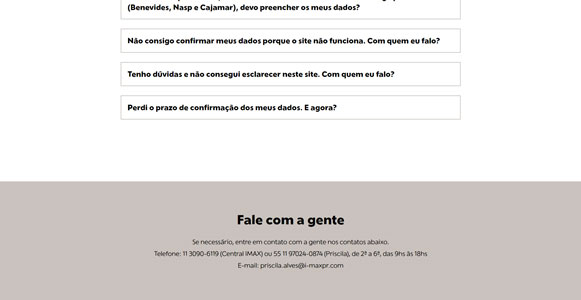 (Benevides, Nasp e Cajamar), devo preencher os meus dados?
Não consigo confirmar meus dados porque o site não funciona. Com quem eu falo?
Tenho dúvidas e não consegui esclarecer neste site. Com quem eu falo?
Perdi o prazo de confirmação dos meus dados. E agora?
Fale com a gente
Se necessário, entre em contato com a gente nos contatos abaixo.
Telefone: 11 3090-6119 (Central IMAX) ou 55 11 97024-0874 (Priscila), de 2ª a 6ª, das 9hs às 18hs
E-mail: priscila.alves@i-maxpr.com